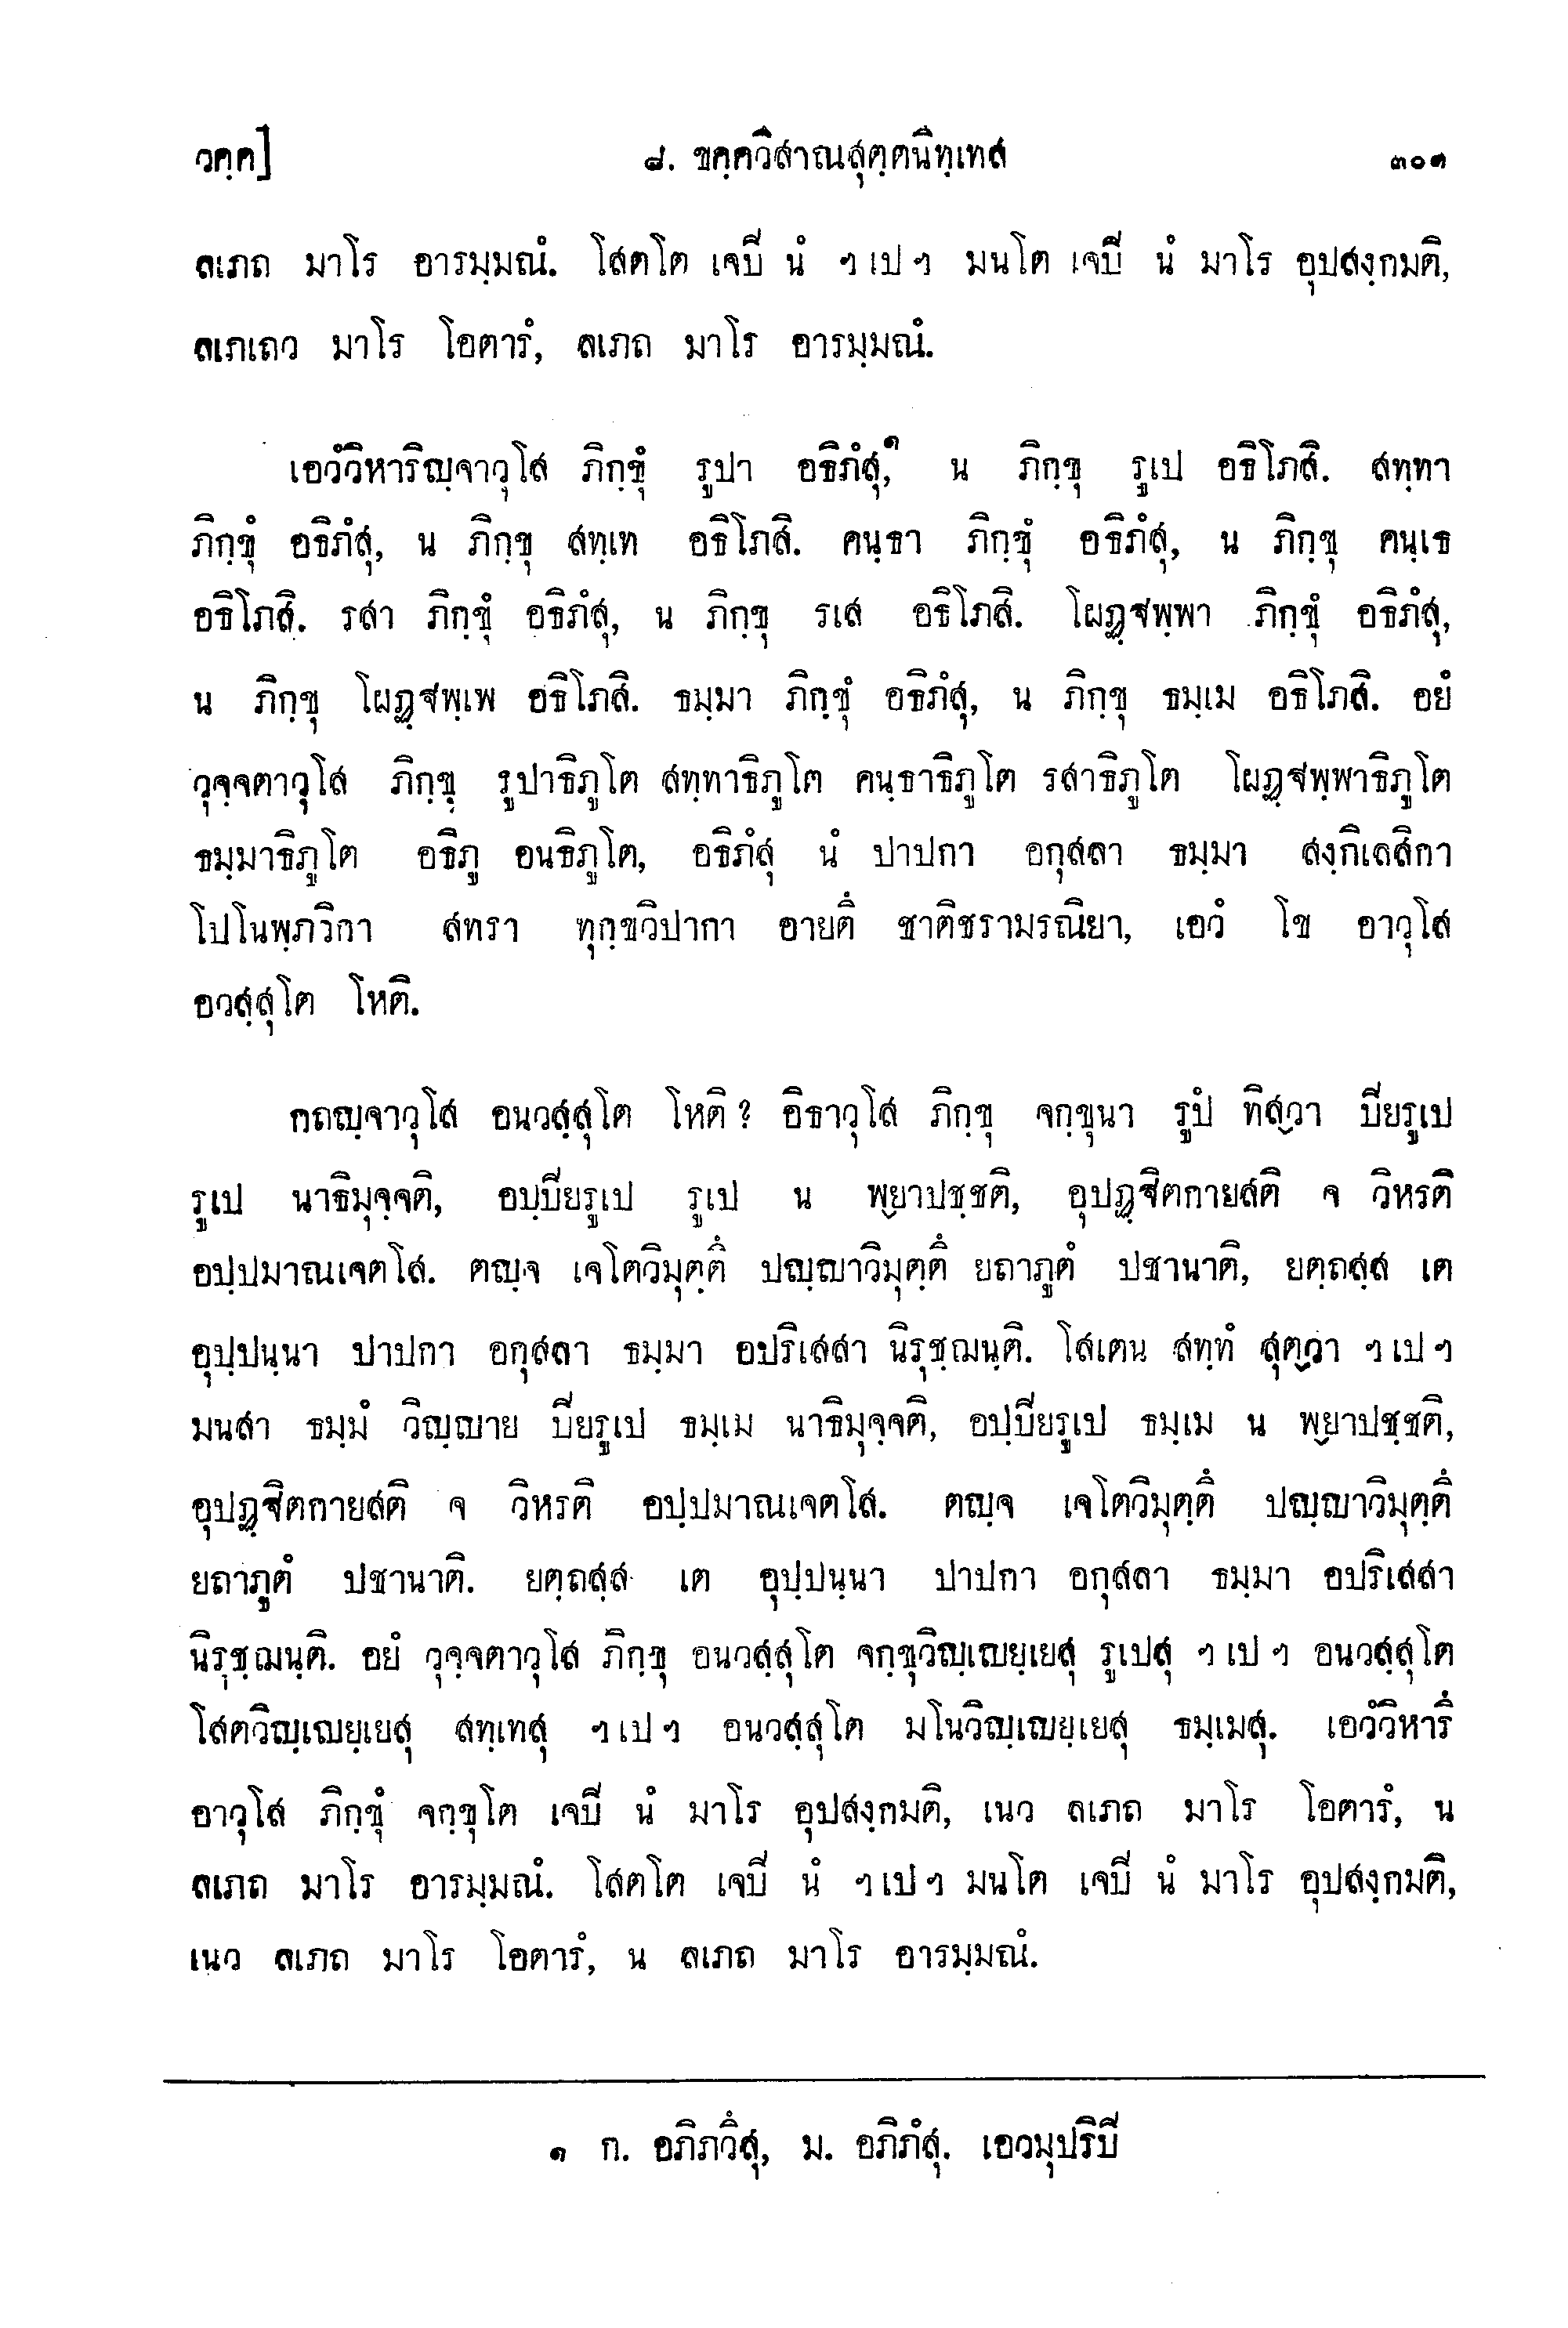 วคฺค] ๘. ขคฺควิสาณสุตฺตนิทฺเทส ๓๐๑
ลเภถ มาโร อารมฺมณํ. โสตโต เจปิ นํ ฯเปฯ มนโต เจปิ นํ มาโร อุปสงฺกมติ,
ลเภเถว มาโร โอตารํ, ลเภถ มาโร อารมฺมณํ.
เอวํวิหาริญฺจาวุโส ภิกฺขุํ รูปา อธิภํสุ,๑ น ภิกฺขุ รูเป อธิโภสิ. สทฺทา
ภิกฺขุํ อธิภํสุ, น ภิกฺขุ สทฺเท อธิโภสิ. คนฺธา ภิกฺขุํ อธิภํสุ, น ภิกฺขุ คนฺเธ
อธิโภสิ. รสา ภิกฺขุํ อธิภํสุ, น ภิกฺขุ รเส อธิโภสิ. โผฏฺฐพฺพา ภิกฺขุํ อธิภํสุ,
น ภิกฺขุ โผฏฺฐพฺเพ อธิโภสิ. ธมฺมา ภิกฺขุํ อธิภํสุ, น ภิกฺขุ ธมฺเม อธิโภสิ. อยํ
วุจฺจตาวุโส ภิกฺขุ รูปาธิภูโต สทฺทาธิภูโต คนฺธาธิภูโต รสาธิภูโต โผฏฺฐพฺพาธิภูโต
ธมฺมาธิภูโต อธิภู อนธิภูโต, อธิภํสุ นํ ปาปกา อกุสลา ธมฺมา สงฺกิเลสิกา
โปโนพฺภวิกา สทรา ทุกฺขวิปากา อายตึ ชาติชรามรณิยา, เอวํ โข อาวุโส
อวสฺสุโต โหติ.
กถญฺจาวุโส อนวสฺสุโต โหติ? อิธาวุโส ภิกฺขุ จกฺขุนา รูปํ ทิสฺวา ปิยรูเป
รูเป นาธิมุจฺจติ, อปฺปิยรูเป รูเป น พฺยาปชฺชติ, อุปฏฺฐิตกายสติ จ วิหรติ
อปฺปมาณเจตโส. ตญฺจ เจโตวิมุตฺตึ ปญฺญาวิมุตฺตึ ยถาภูตํ ปชานาติ, ยตฺถสฺส เต
อุปฺปนฺนา ปาปกา อกุสลา ธมฺมา อปริเสสา นิรุชฺฌนฺติ. โสเตน สทฺทํ สุตฺวา ฯเปฯ
มนสา ธมฺมํ วิญฺญาย ปิยรูเป ธมฺเม นาธิมุจฺจติ, อปฺปิยรูเป ธมฺเม น พฺยาปชฺชติ,
อุปฏฺฐิตกายสติ จ วิหรติ อปฺปมาณเจตโส. ตญฺจ เจโตวิมุตฺตึ ปญฺญาวิมุตฺตึ
ยถาภูตํ ปชานาติ. ยตฺถสฺส เต อุปฺปนฺนา ปาปกา อกุสลา ธมฺมา อปริเสสา
นิรุชฺฌนฺติ. อยํ วุจฺจตาวุโส ภิกฺขุ อนวสฺสุโต จกฺขุวิญฺเญยฺเยสุ รูเปสุ ฯเปฯ อนวสฺสุโต
โสตวิญฺเญยฺเยสุ สทฺเทสุ ฯเปฯ อนวสฺสุโต มโนวิญฺเญยฺเยสุ ธมฺเมสุ. เอวํวิหารึ
อาวุโส ภิกฺขุํ จกฺขุโต เจปิ นํ มาโร อุปสงฺกมติ, เนว ลเภถ มาโร โอตารํ, น
ลเภถ มาโร อารมฺมณํ. โสตโต เจปิ นํ ฯเปฯ มนโต เจปิ นํ มาโร อุปสงฺกมติ,
เนว ลเภถ มาโร โอตารํ, น ลเภถ มาโร อารมฺมณํ.
๑ ก. อภิภวึสุ, ม. อภิภํสุ. เอวมุปริปิ